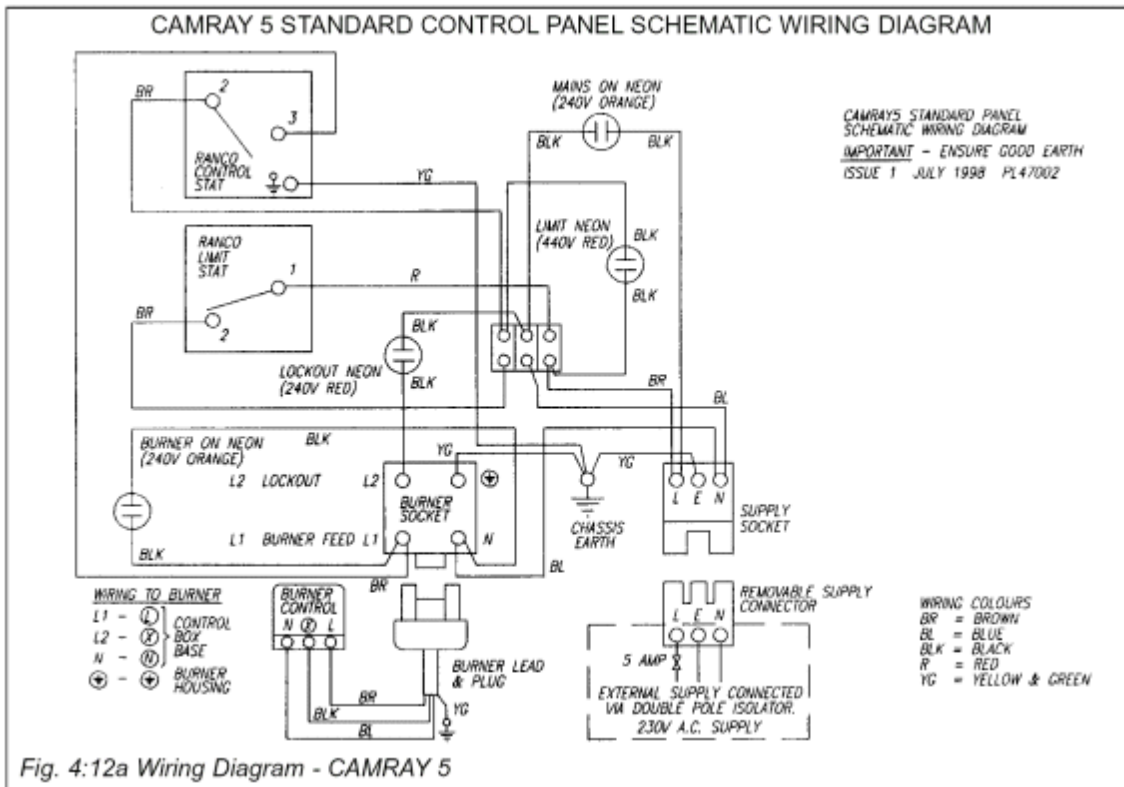 CAMRAY 5 STANDARD CONTROL PANEL SCHEMATIC WIRING DIAGRAM
BR
2
3
RANCO
CONTROL
STAT
YG
MAINS ON NEON
(240V ORANGE)
BLK
BLK
CAMRAY5 STANDARD PANEL
SCHEMATIC WIRING DIAGRAM
IMPORTANT - ENSURE GOOD EARTH
ISSUE 1 JULY 1998 PL47002
LIMIT NEON
(440V RED)
BLK
BLK
RANCO
LIMIT
STAT
1
R
BR
2
BLK
LOCKOUT NEON
(240V RED)
BLK
BR
BL
BURNER ON NEON
(240V ORANGE)
BLK
YG
YG
L2 LOCKOUT
L2
BURNER
SOCKET
L1 BURNER FEED
L1
N
BLK
CHASSIS
EARTH
L E N
SUPPLY
SOCKET
BL
BR
WIRING TO BURNER
L1 - L
L2 - X
N - N
CONTROL
BOX
BASE
- BURNER
HOUSING
BURNER
CONTROL
N X L
BURNER LEAD
& PLUG
BR
BLK
BL
YG
REMOVABLE SUPPLY
CONNECTOR
L E N
5 AMP
EXTERNAL SUPPLY CONNECTED
VIA DOUBLE POLE ISOLATOR.
230V A.C. SUPPLY
WIRING COLOURS
BR = BROWN
BL = BLUE
BLK = BLACK
R = RED
YG = YELLOW & GREEN
Fig. 4:12a Wiring Diagram - CAMRAY 5